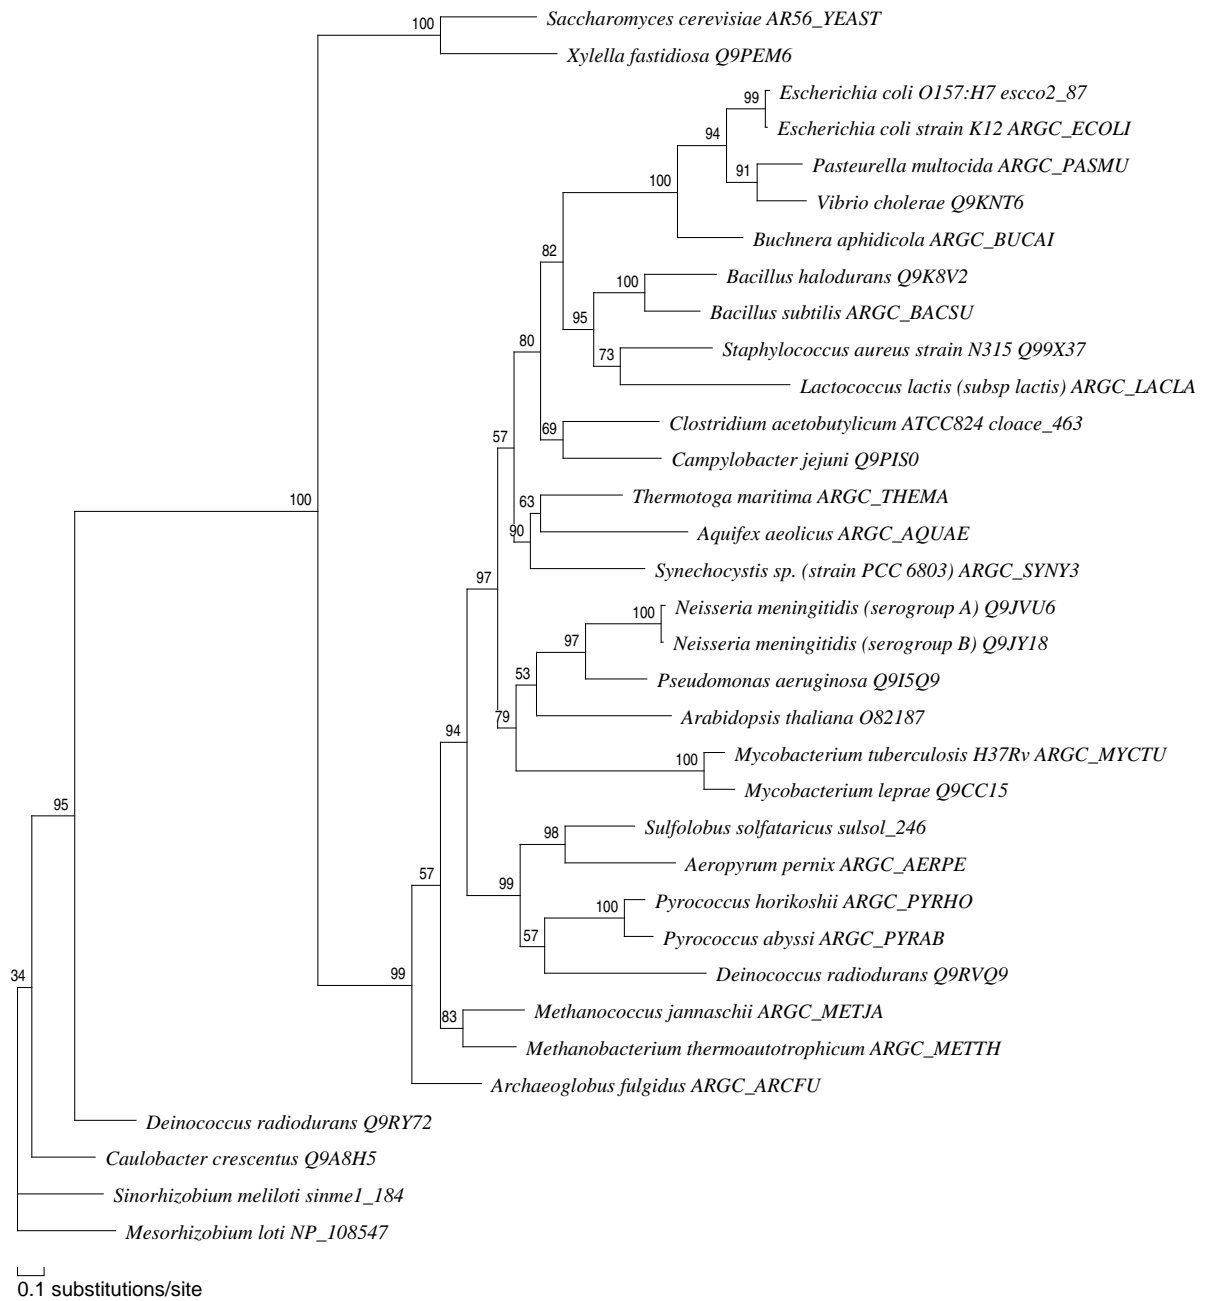 100
Saccharomyces cerevisiae AR56_YEAST
Xylella fastidiosa Q9PEM6
99
Escherichia coli O157:H7 escco2_87
Escherichia coli strain K12 ARGC_ECOLI
94
Pasteurella multocida ARGC_PASMU
91
Vibrio cholerae Q9KNT6
100
Buchnera aphidicola ARGC_BUCAI
82
Bacillus halodurans Q9K8V2
100
Bacillus subtilis ARGC_BACSU
95
Staphylococcus aureus strain N315 Q99X37
80
73
Lactococcus lactis (subsp lactis) ARGC_LACLA
Clostridium acetobutylicum ATCC824 cloace_463
69
57
Campylobacter jejuni Q9PIS0
Thermotoga maritima ARGC_THEMA
63
100
90
Aquifex aeolicus ARGC_AQUAE
Synechocystis sp. (strain PCC 6803) ARGC_SYNY3
97
Neisseria meningitidis (serogroup A) Q9JVU6
100
Neisseria meningitidis (serogroup B) Q9JY18
97
53
Pseudomonas aeruginosa Q9I5Q9
79
Arabidopsis thaliana O82187
94
Mycobacterium tuberculosis H37Rv ARGC_MYCTU
100
Mycobacterium leprae Q9CC15
95
Sulfolobus solfataricus sulsol_246
98
Aeropyrum pernix ARGC_AERPE
57
99
Pyrococcus horikoshii ARGC_PYRHO
100
57
Pyrococcus abyssi ARGC_PYRAB
34
99
Deinococcus radiodurans Q9RVQ9
Methanococcus jannaschii ARGC_METJA
83
Methanobacterium thermoautotrophicum ARGC_METTH
Archaeoglobus fulgidus ARGC_ARCFU
Deinococcus radiodurans Q9RY72
Caulobacter crescentus Q9A8H5
Sinorhizobium meliloti sinme1_184
Mesorhizobium loti NP_108547
0.1 substitutions/site